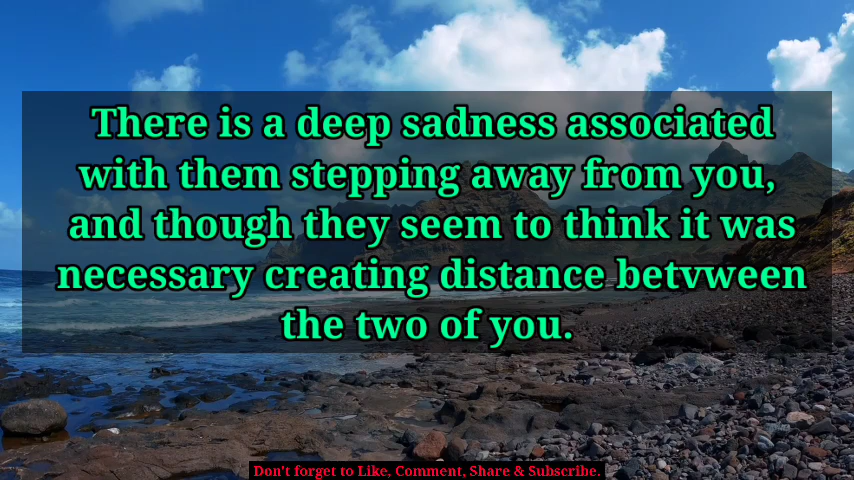 There is a deep sadness associated
with them stepping away from you,
and though they seem to think it was
necessary creating distance betvween
the two of you.
Don't forget to Like, Comment, Share & Subscribe.